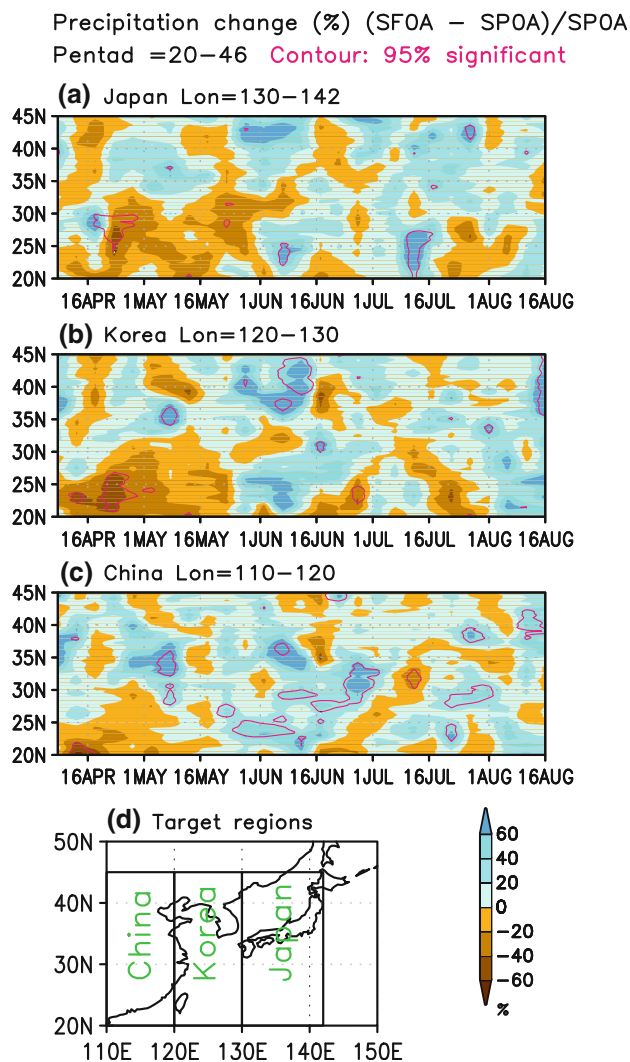 Precipitation change (%) (SF0A − SP0A)/SP0A
Pentad =20−46 Contour: 95% significant
(a) Japan Lon=130−142
45N
40N
35N
30N
25N
20N
16APR 1MAY 16MAY 1JUN 16JUN 1JUL 16JUL 1AUG 16AUG
(b) Korea Lon=120−130
45N
40N
35N
30N
25N
20N
16APR 1MAY 16MAY 1JUN 16JUN 1JUL 16JUL 1AUG 16AUG
(c) China Lon=110−120
45N
40N
35N
30N
25N
20N
16APR 1MAY 16MAY 1JUN 16JUN 1JUL 16JUL 1AUG 16AUG
(d) Target regions
50N
40N
30N
20N
110E 120E 130E 140E 150E
China
Korea
Japan
60
40
20
0
−20
−40
−60
%